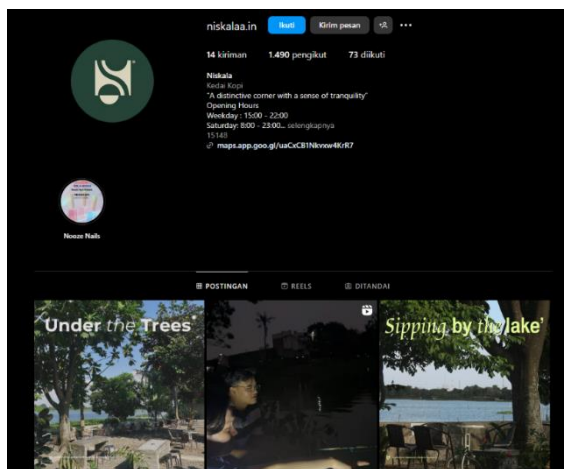 niskalaa.in Ikuti Kirim pesan
14 kiriman 1.490 pengikut 73 diikuti
Niskala
Kedai Kopi
"A distinctive corner with a sense of tranquility"
Opening Hours
Weekday : 15:00 - 22:00
Saturday: 8:00 - 23:00... selengkapnya
15148
maps.app.goo.gl/uaCxCB1Nkvxw4KrR7
Nooze Nails
POSTINGAN REELS DITANDAI
Under the Trees
Sipping by the lake'